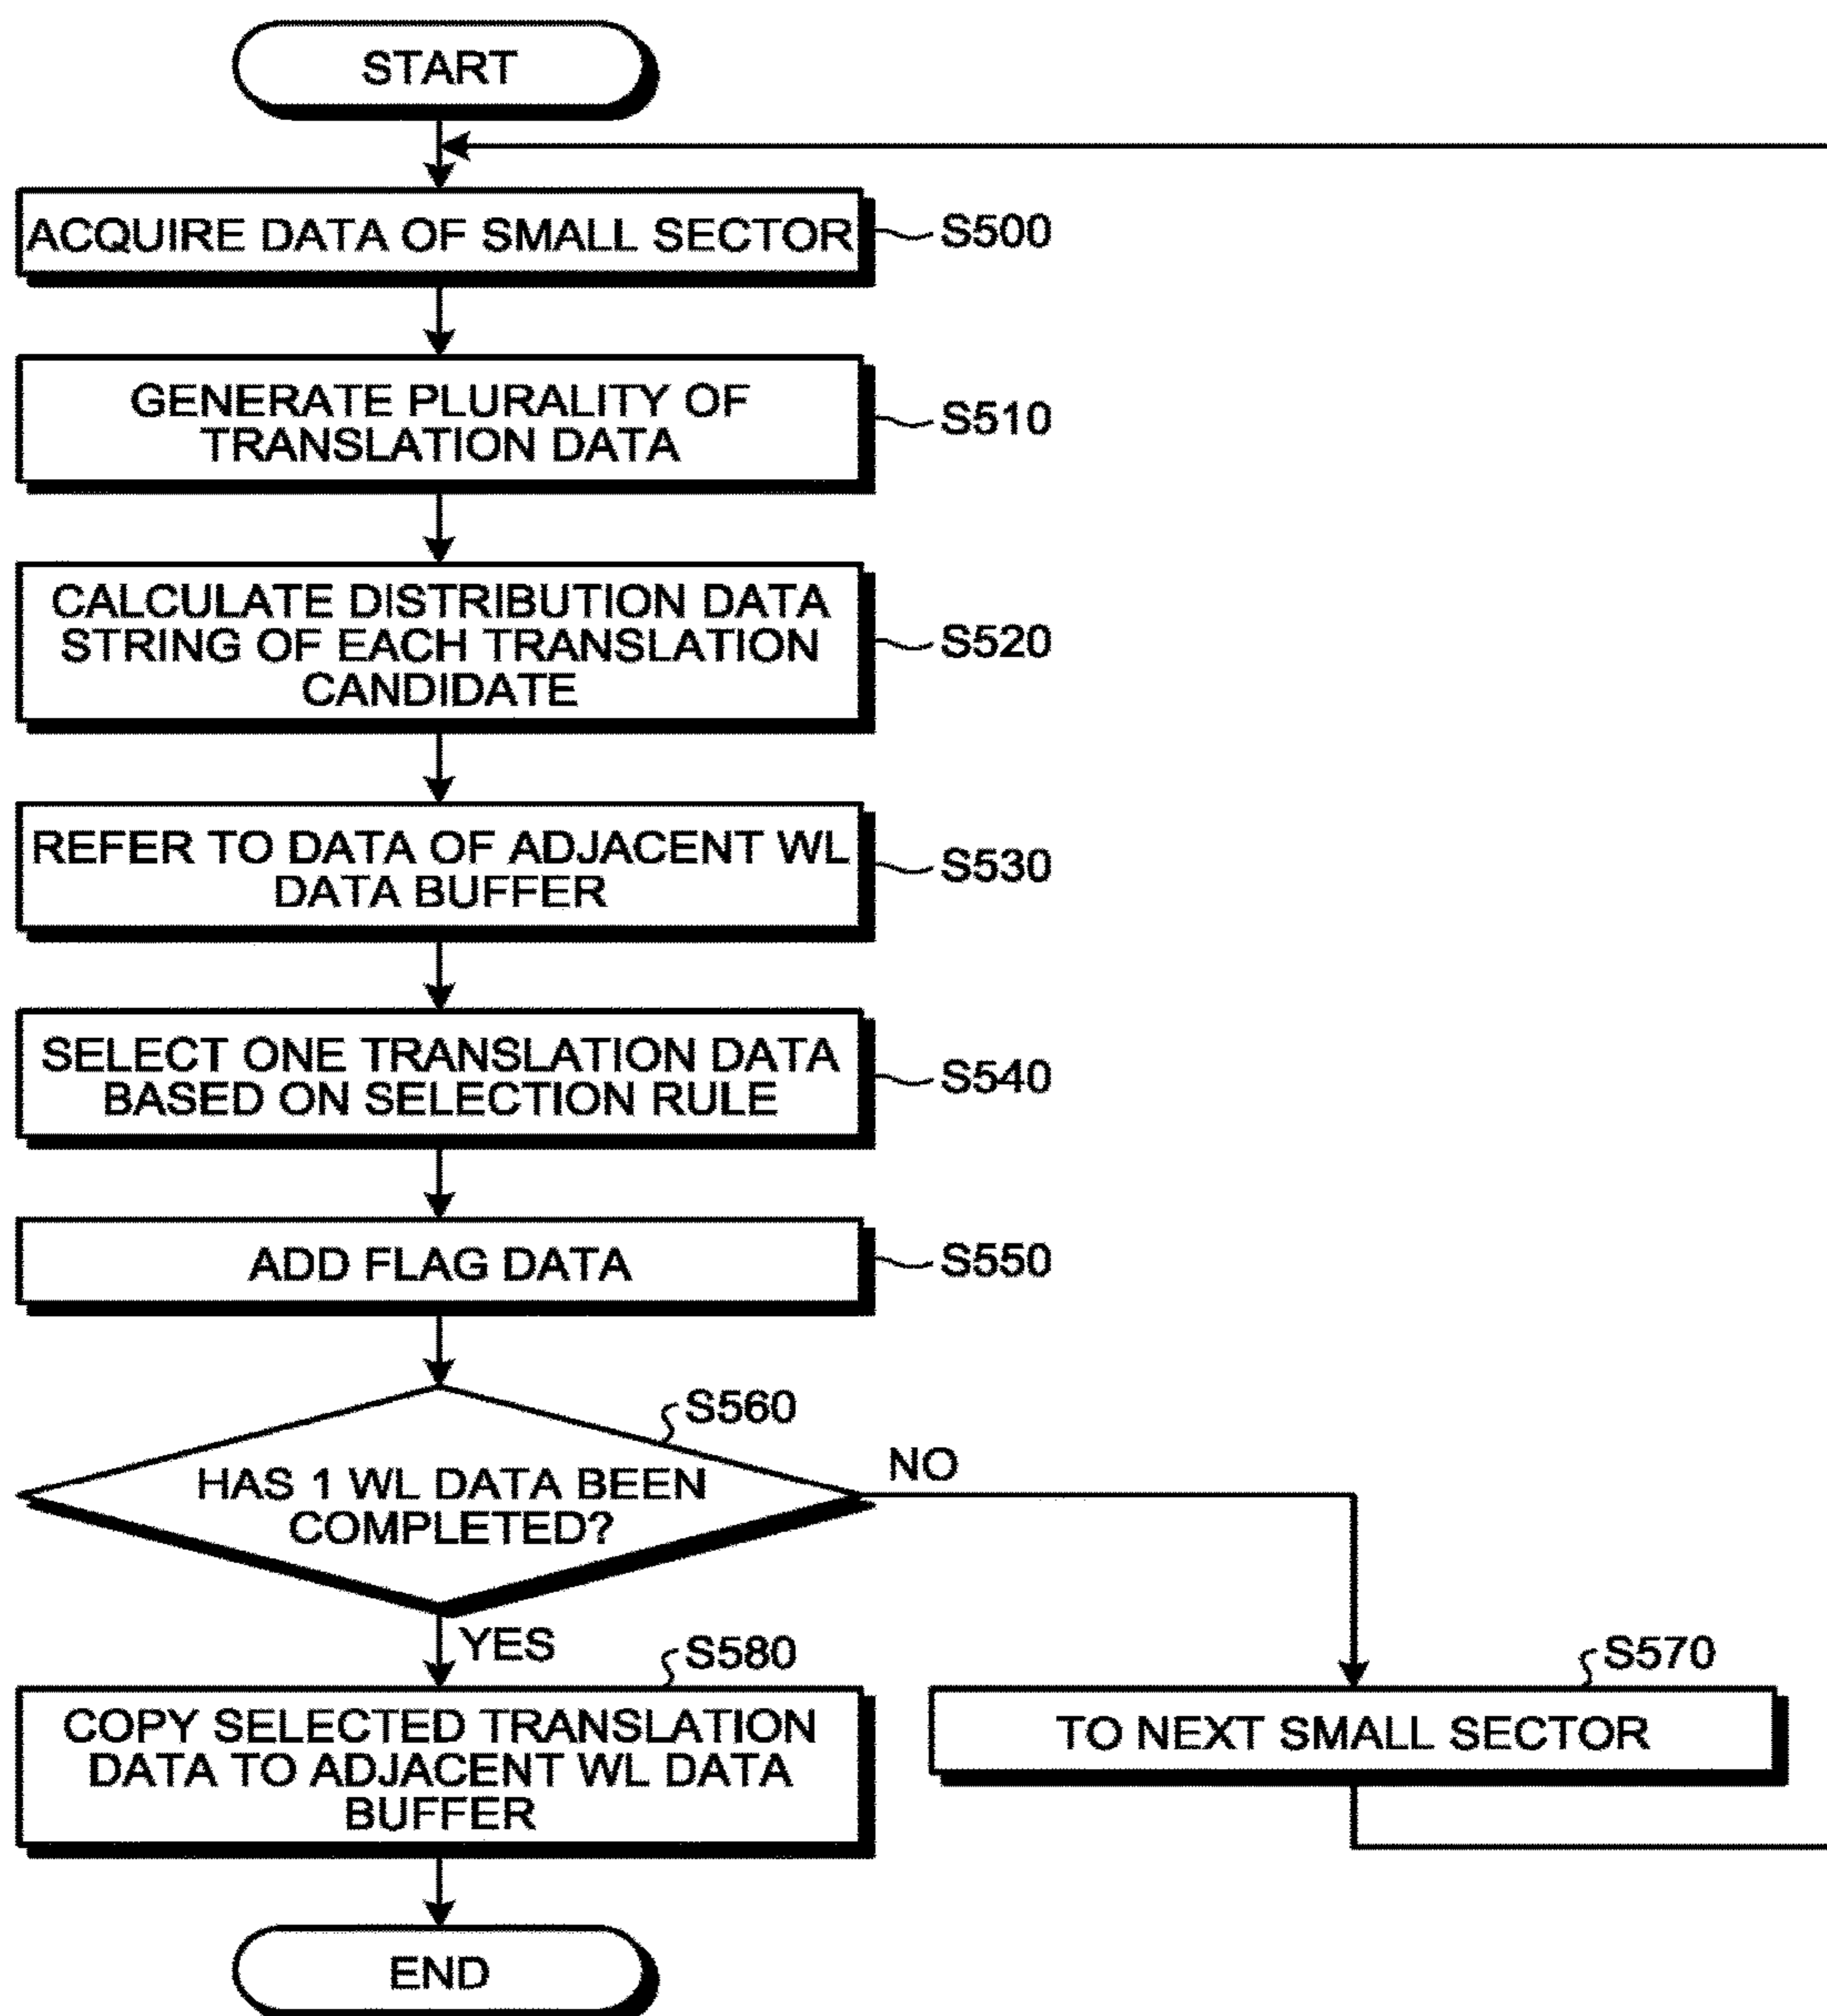 START
ACQUIRE DATA OF SMALL SECTOR
S500
GENERATE PLURALITY OF
TRANSLATION DATA
S510
CALCULATE DISTRIBUTION DATA
STRING OF EACH TRANSLATION
CANDIDATE
S520
REFER TO DATA OF ADJACENT WL
DATA BUFFER
S530
SELECT ONE TRANSLATION DATA
BASED ON SELECTION RULE
S540
ADD FLAG DATA
S550
S560
HAS 1 WL DATA BEEN
COMPLETED?
NO
YES
S580
COPY SELECTED TRANSLATION
DATA TO ADJACENT WL DATA
BUFFER
S570
TO NEXT SMALL SECTOR
END